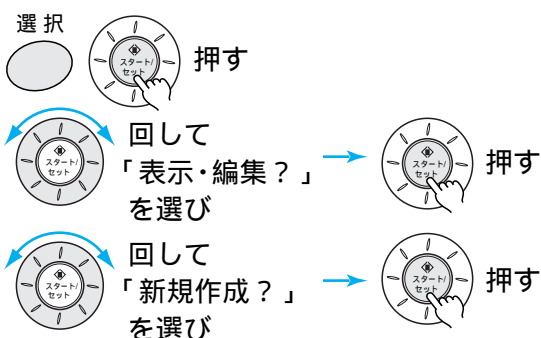 選択
スタート/
セット
押す
回して
「表示・編集？」
を選び
スタート/
セット
スタート/
セット
押す
回して
「新規作成？」
を選び
スタート/
セット
スタート/
セット
押す